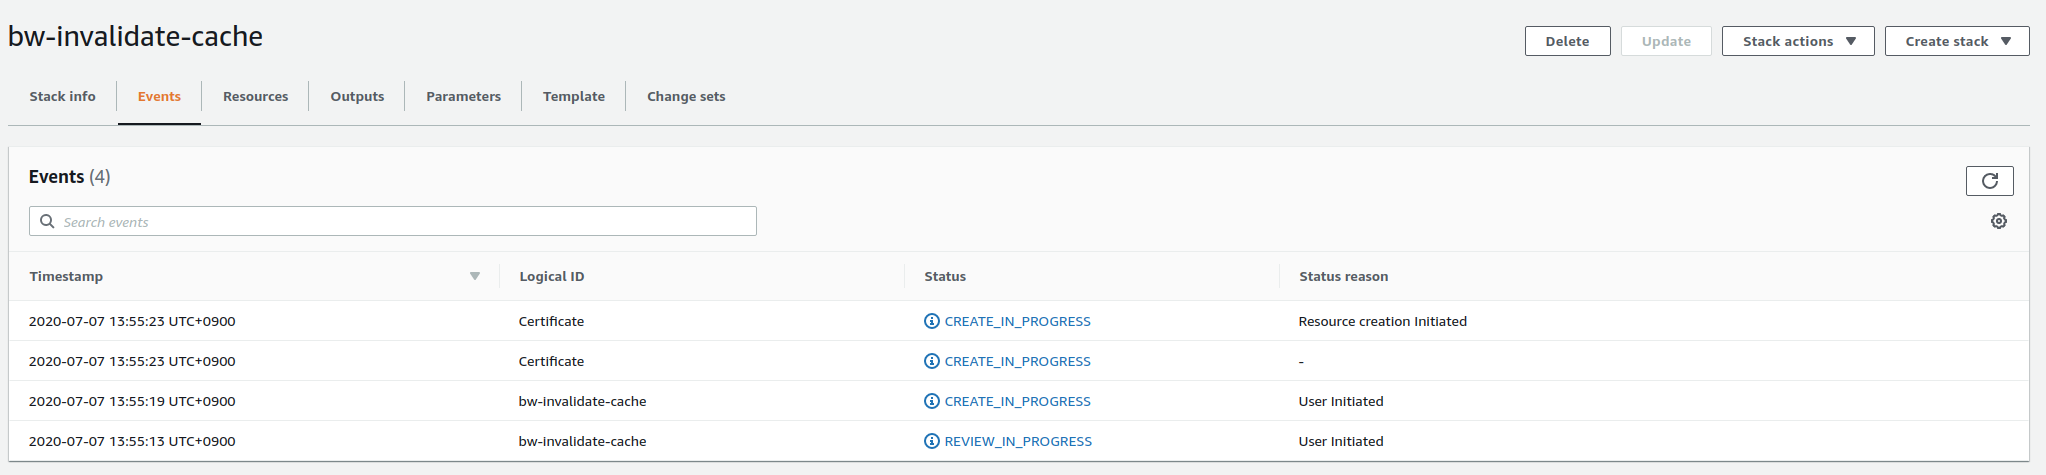 bw-invalidate-cache
Delete Update Stack actions Create stack
Stack info Events Resources Outputs Parameters Template Change sets
Events (4)
Search events
Timestamp Logical ID Status Status reason
2020-07-07 13:55:23 UTC+0900 Certificate CREATE_IN_PROGRESS Resource creation Initiated
2020-07-07 13:55:23 UTC+0900 Certificate CREATE_IN_PROGRESS -
2020-07-07 13:55:19 UTC+0900 bw-invalidate-cache CREATE_IN_PROGRESS User Initiated
2020-07-07 13:55:13 UTC+0900 bw-invalidate-cache REVIEW_IN_PROGRESS User Initiated